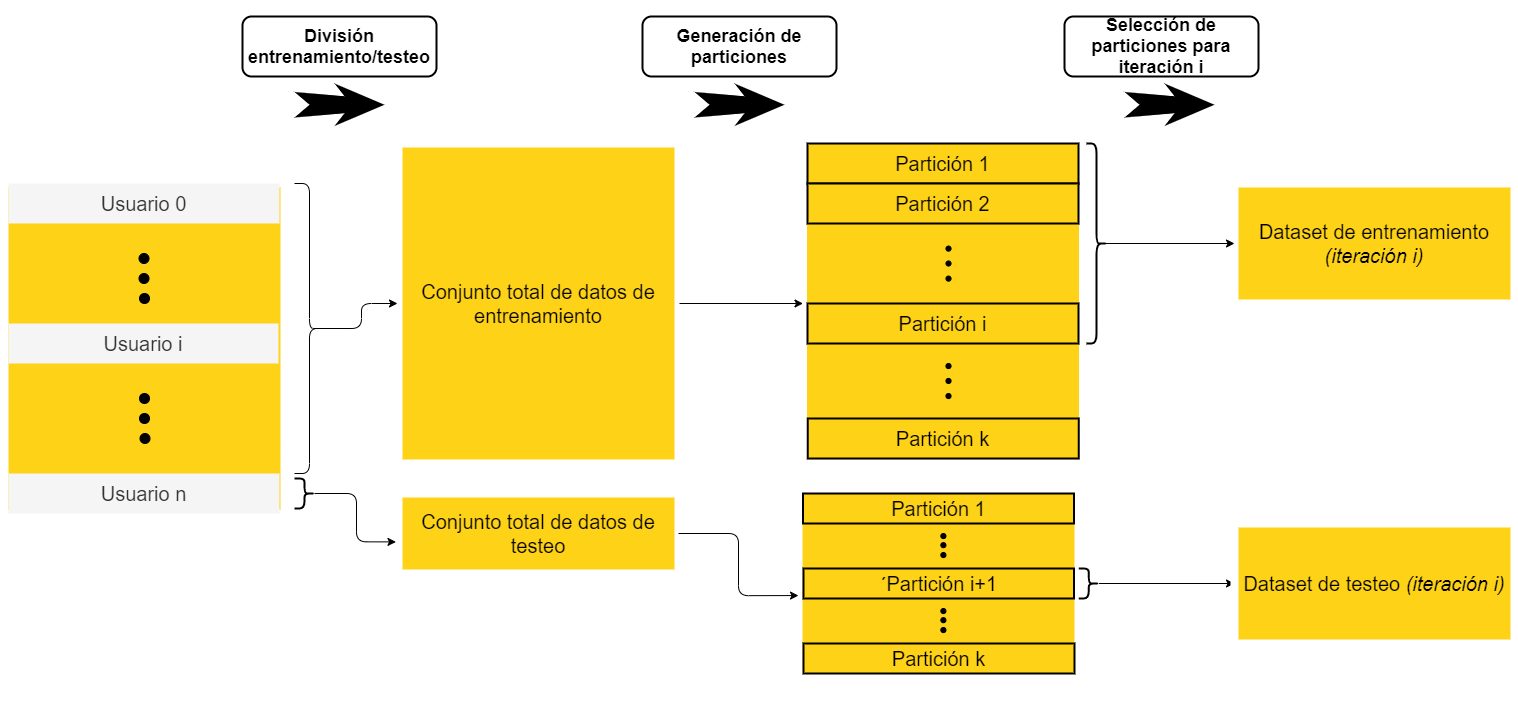 División
entrenamiento/testeo
Generación de
particiones
Selección de
particiones para
iteración i
Usuario 0
Usuario i
Usuario n
Conjunto total de datos de
entrenamiento
Conjunto total de datos de
testeo
Partición 1
Partición 2
Partición i
Partición k
Partición 1
´Partición i+1
Partición k
Dataset de entrenamiento
(iteración i)
Dataset de testeo (iteración i)